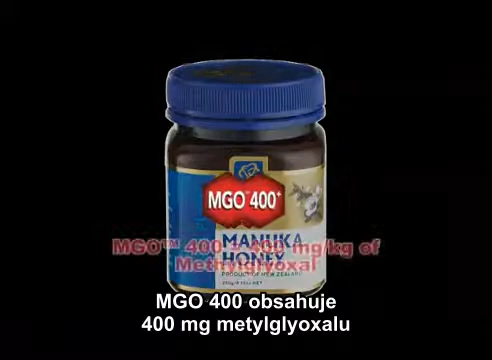 MGO™ 400⁺
MGO™ 400 = 400 mg/kg of
Methylglyoxal
MANUKA
HONEY
PRODUCT OF NEW ZEALAND
MGO 400 obsahuje
400 mg metylglyoxalu